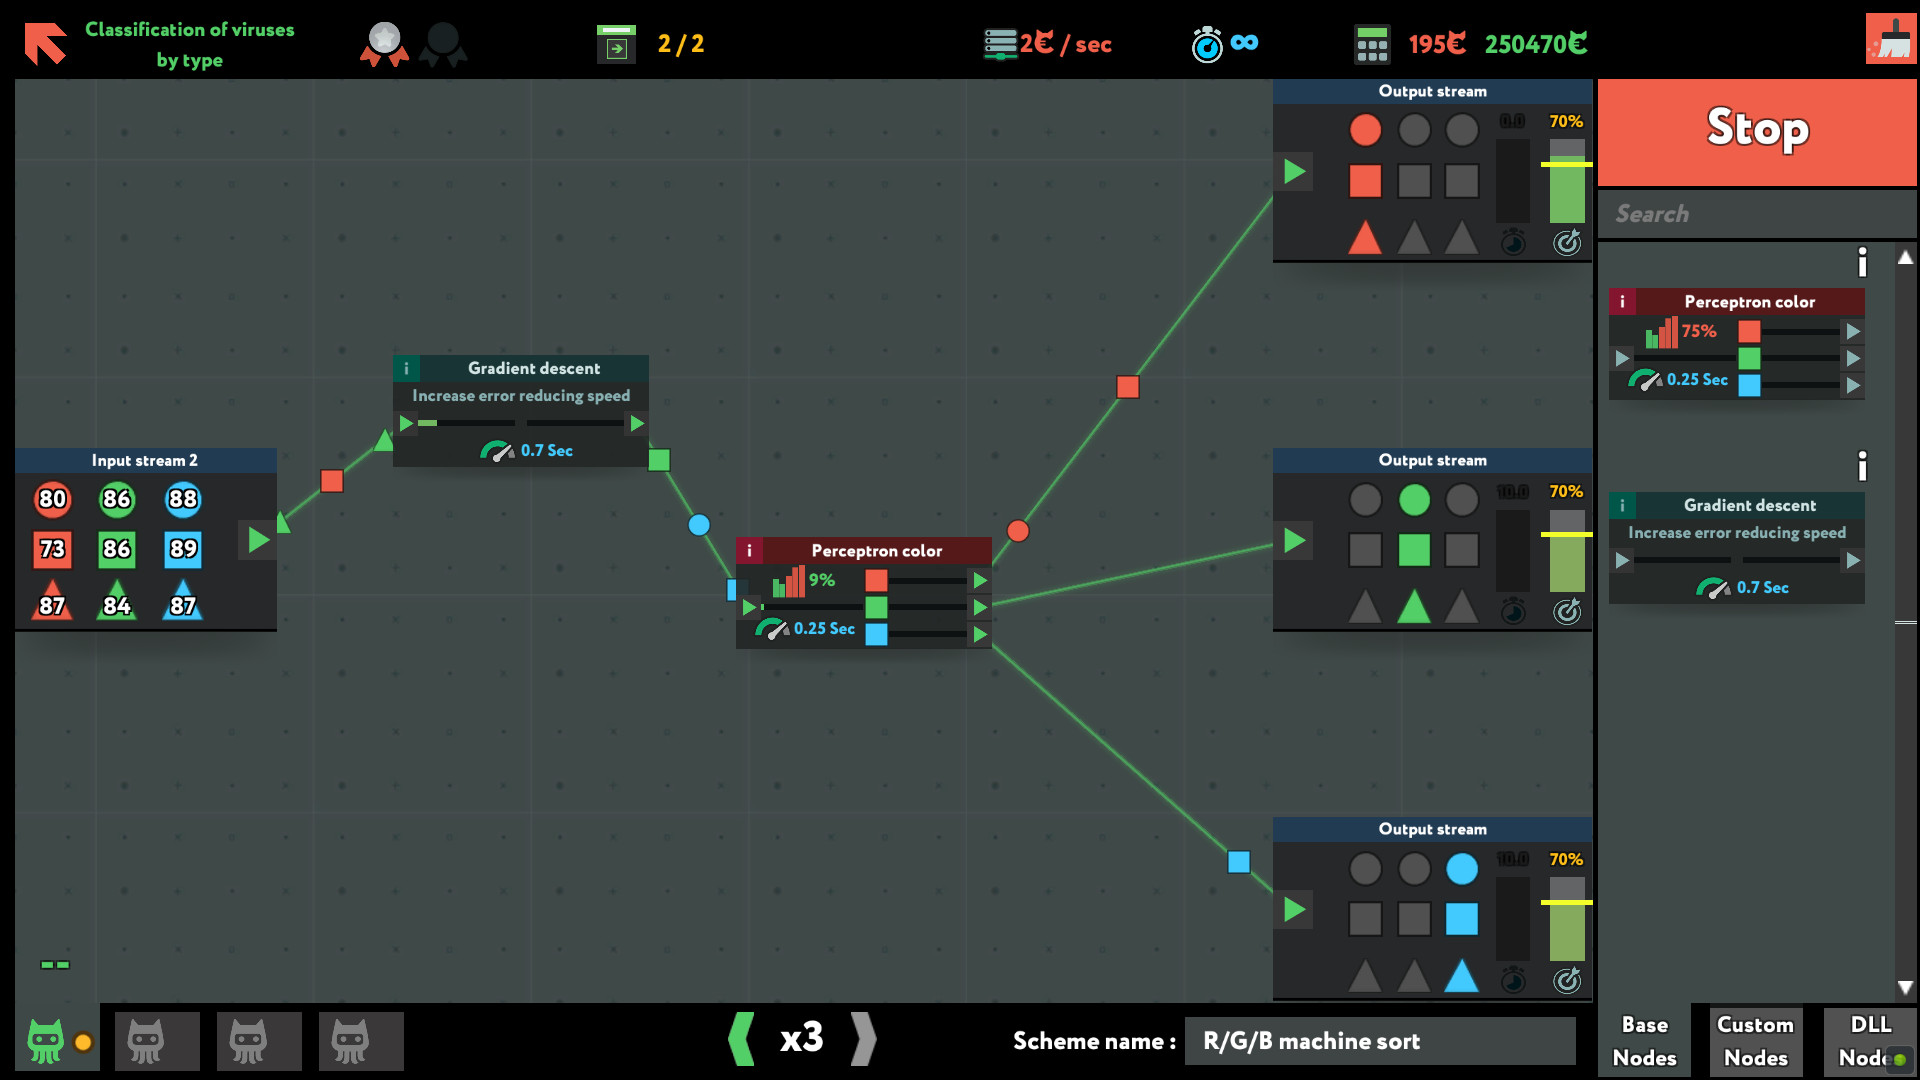 Classification of viruses
by type
2 / 2
2€ / sec
∞
195€
250470€
Stop
Search
Output stream
0.0
70%
i
i
Perceptron color
75%
0.25 Sec
i
Gradient descent
Increase error reducing speed
0.7 Sec
Input stream 2
80 86 88
73 86 89
87 84 87
i
Perceptron color
9%
0.25 Sec
Output stream
10.0
70%
i
i
Gradient descent
Increase error reducing speed
0.7 Sec
Output stream
10.0
70%
x3
Scheme name :
R/G/B machine sort
Base
Nodes
Custom
Nodes
DLL